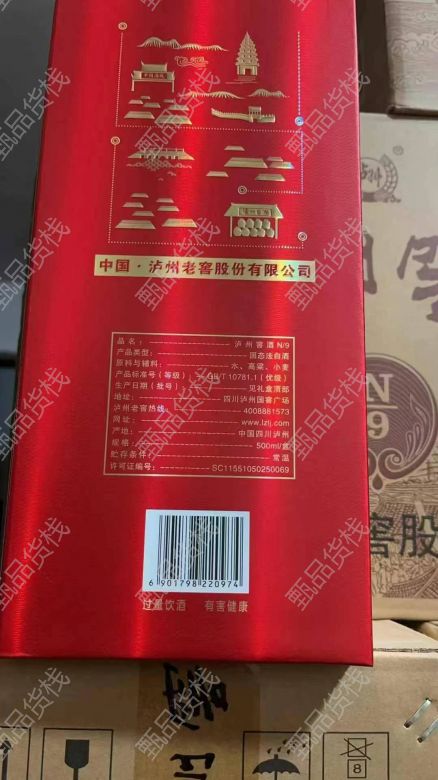 中国·泸州老窖股份有限公司
品名： 泸州窖酒 N/9
产品类型： 固态法白酒
原料与辅料： 水、高粱、小麦
产品标准号（等级） GB/T 10781.1（优级）
生产日期（批号） 见礼盒顶部
地址： 四川泸州国窖广场
泸州老窖热线： 4008881573
网址： www.lzlj.com
产地： 中国四川泸州
规格： 500ml/盒
贮存条件： 常温
许可证编号： SC11551050250069
6 901798 220974
过量饮酒 有害健康
N
9
窖股
8
甄品货栈